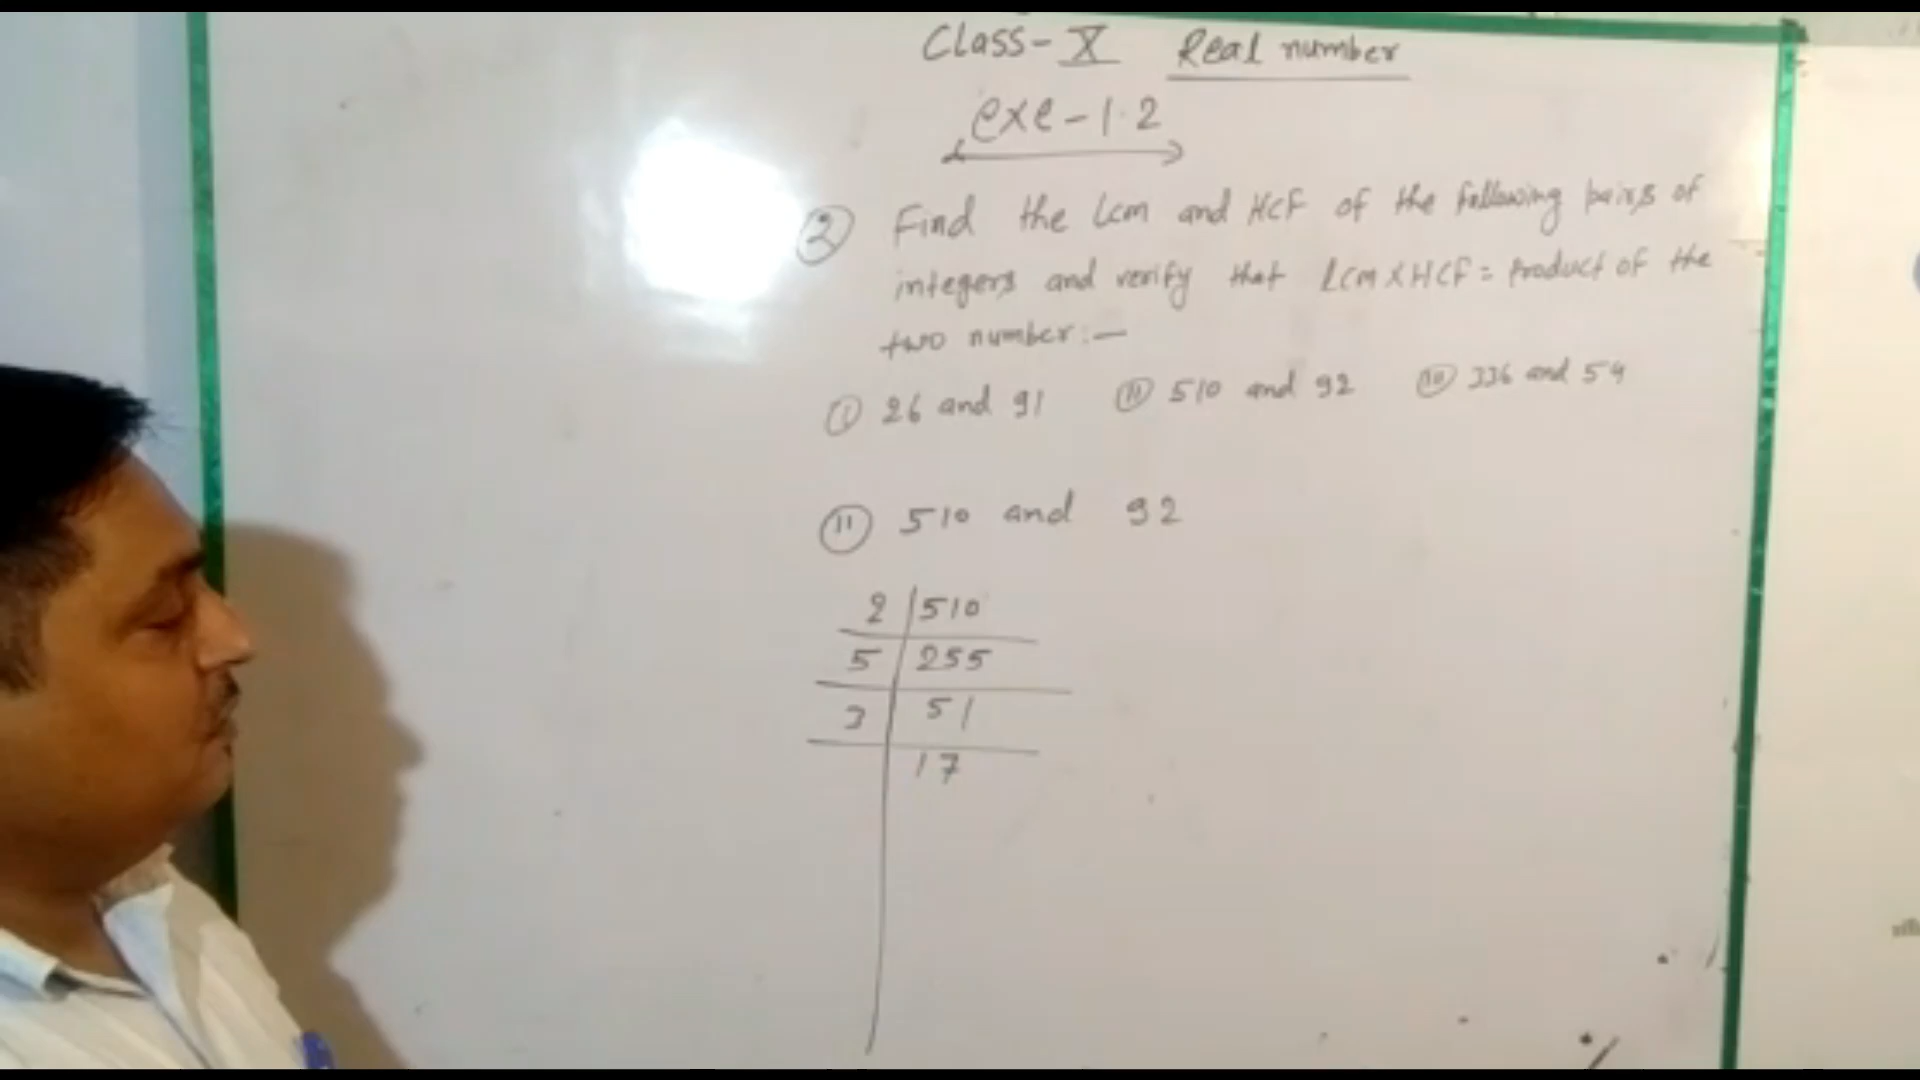 Class-X Real number
exe-1.2
2 Find the Lcm and HCF of the following pairs of
integers and verify that LCM X HCF = Product of the
two number:—
(i) 26 and 91 (ii) 510 and 92 (iii) 336 and 54
(ii) 510 and 92
2 510
5 255
3 51
17